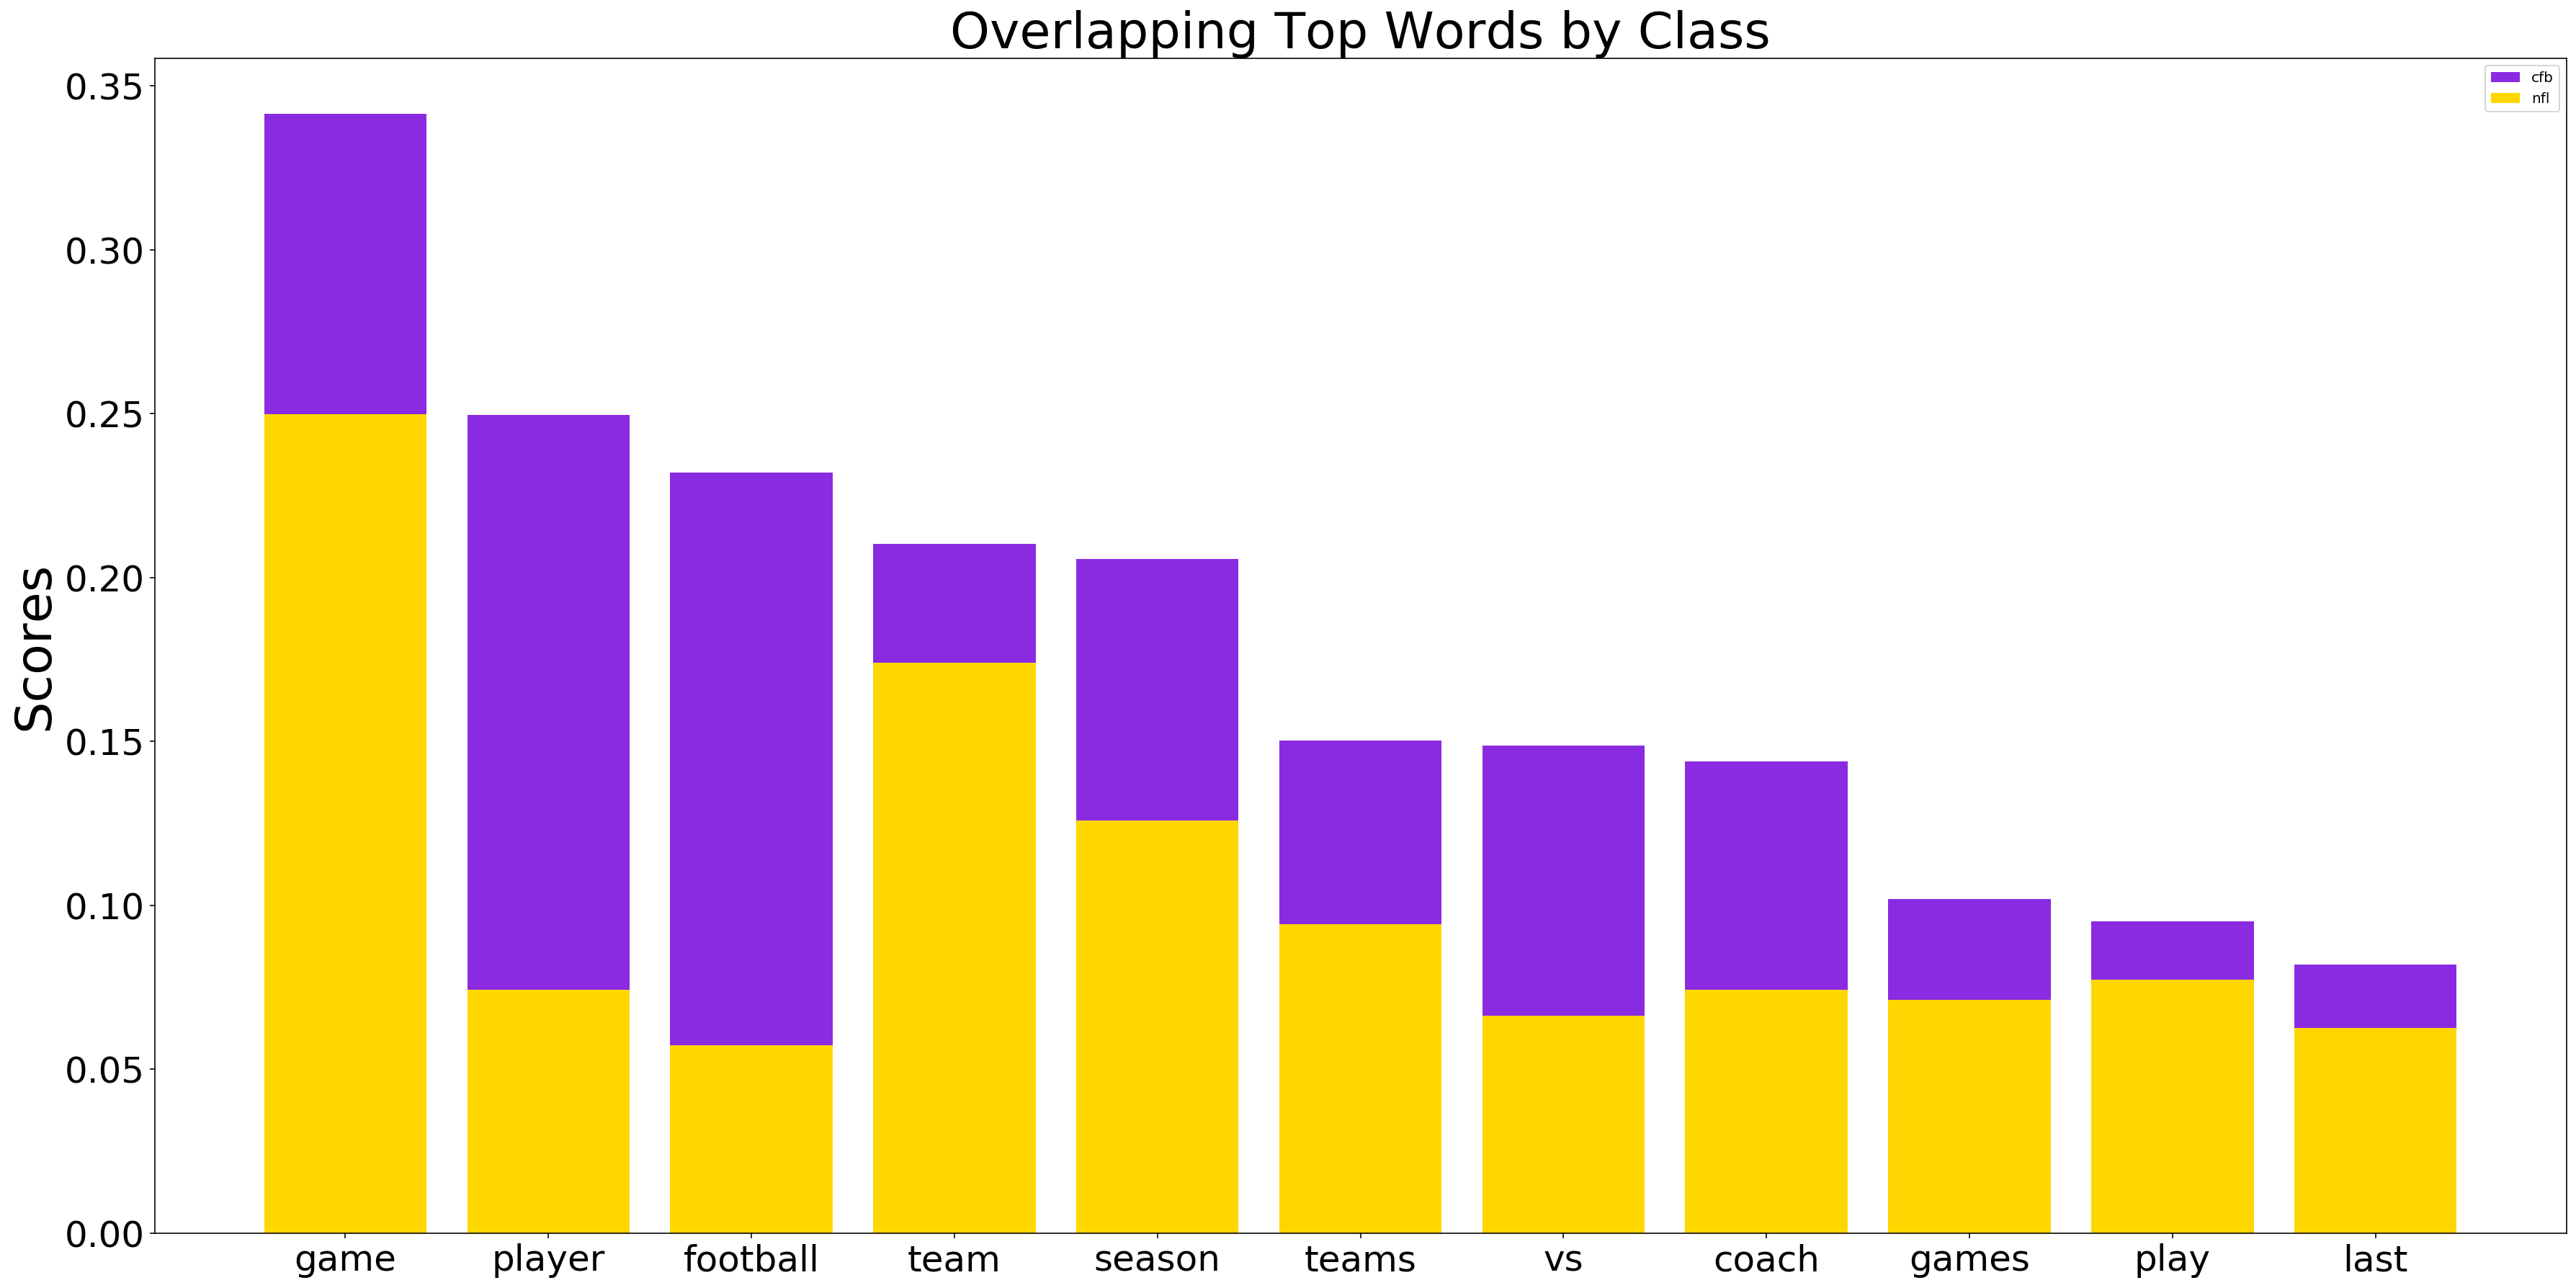 Overlapping Top Words by Class
cfb
nfl
Scores
0.35
0.30
0.25
0.20
0.15
0.10
0.05
0.00
game player football team season teams vs coach games play last